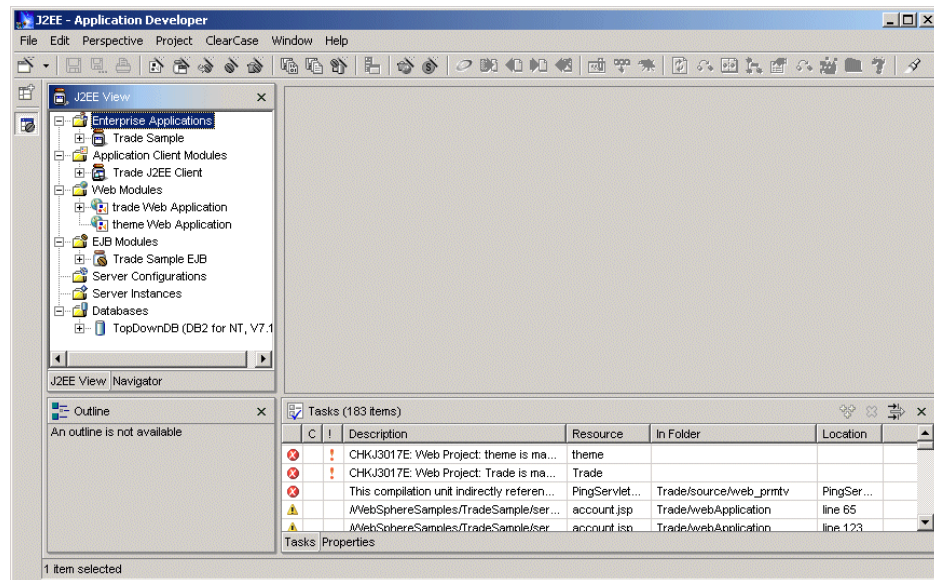 J2EE - Application Developer
File Edit Perspective Project ClearCase Window Help
J2EE View
Enterprise Applications
Trade Sample
Application Client Modules
Trade J2EE Client
Web Modules
trade Web Application
theme Web Application
EJB Modules
Trade Sample EJB
Server Configurations
Server Instances
Databases
TopDownDB (DB2 for NT, V7.1
J2EE View Navigator
Outline
An outline is not available
Tasks (183 items)
C ! Description Resource In Folder Location
! CHKJ3017E: Web Project: theme is ma... theme
! CHKJ3017E: Web Project: Trade is ma... Trade
This compilation unit indirectly referen... PingServlet... Trade/source/web_prmtv PingSer...
/WebSphereSamples/TradeSample/ser... account.jsp Trade/webApplication line 65
/WebSphereSamples/TradeSample/ser account.jsp Trade/webApplication line 123
Tasks Properties
1 item selected